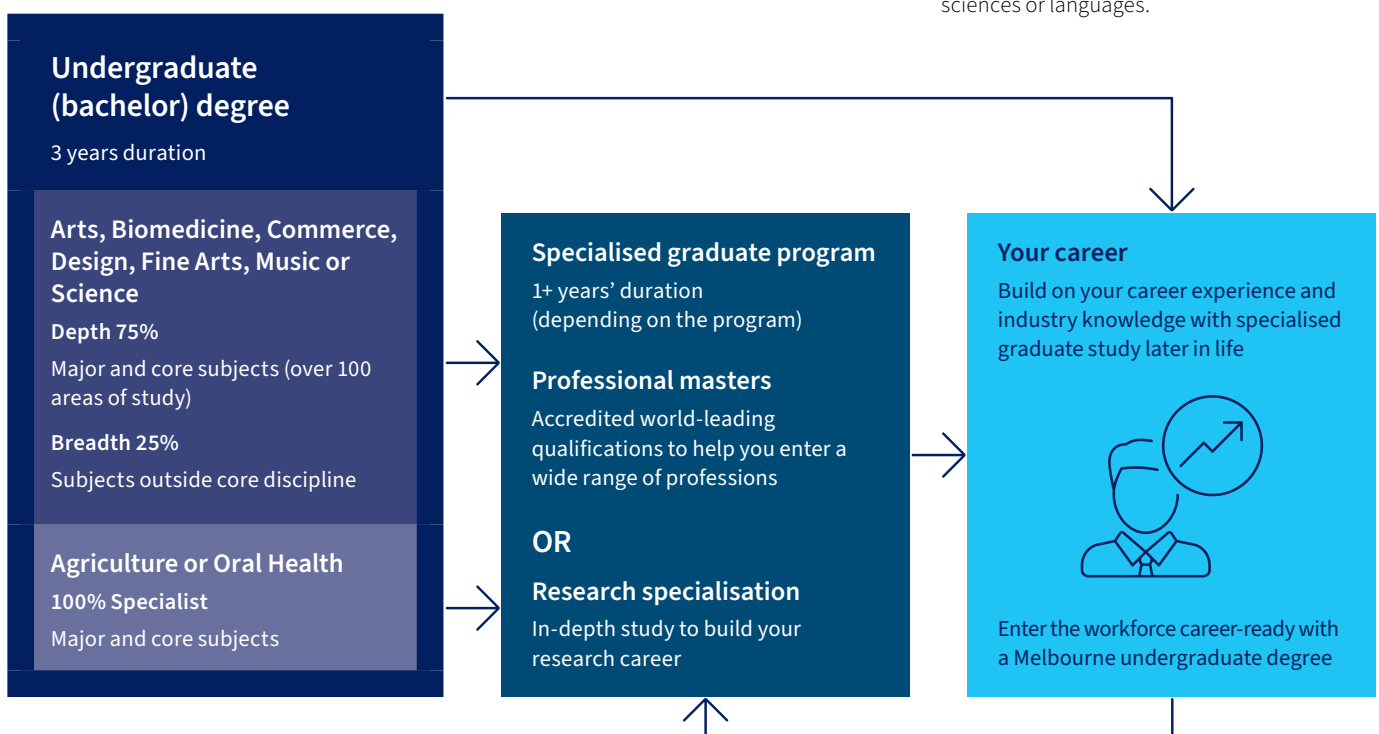 sciences or languages.
Undergraduate
(bachelor) degree
3 years duration
Arts, Biomedicine, Commerce,
Design, Fine Arts, Music or
Science
Depth 75%
Major and core subjects (over 100
areas of study)
Breadth 25%
Subjects outside core discipline
Agriculture or Oral Health
100% Specialist
Major and core subjects
Specialised graduate program
1+ years’ duration
(depending on the program)
Professional masters
Accredited world-leading
qualifications to help you enter a
wide range of professions
OR
Research specialisation
In-depth study to build your
research career
Your career
Build on your career experience and
industry knowledge with specialised
graduate study later in life
Enter the workforce career-ready with
a Melbourne undergraduate degree